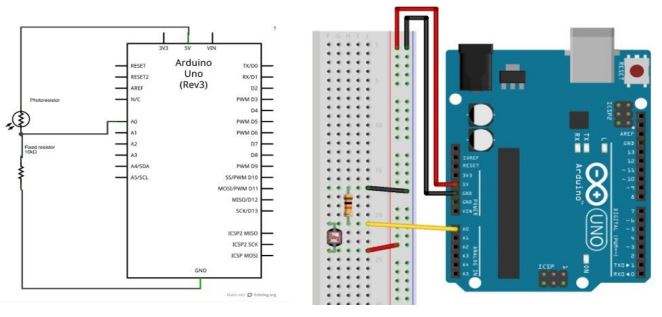 5V
3V3
VIN
Arduino
Uno
(Rev3)
RESET
RESET2
AREF
N/C
A0
A1
A2
A3
A4/SDA
A5/SCL
TX/D0
RX/D1
D2
PWM D3
D4
PWM D5
PWM D6
D7
D8
PWM D9
SS/PWM D10
MOSI/PWM D11
MISO/D12
SCK/D13
ICSP2 MISO
ICSP2 SCK
ICSP MOSI
GND
Photoresistor
Fixed resistor
10kΩ
Made with Fritzing.org
RESET
ICSP2
IOREF
RESET
3V3
5V
GND
GND
VIN
POWER
A0
A1
A2
A3
ANALOG IN
TX
RX
L
Arduino
UNO
ON
ICSP
1
AREF
GND
13
12
~11
~10
~9
8
7
~6
~5
4
~3
2
TX0
RX0
DIGITAL (PWM~)